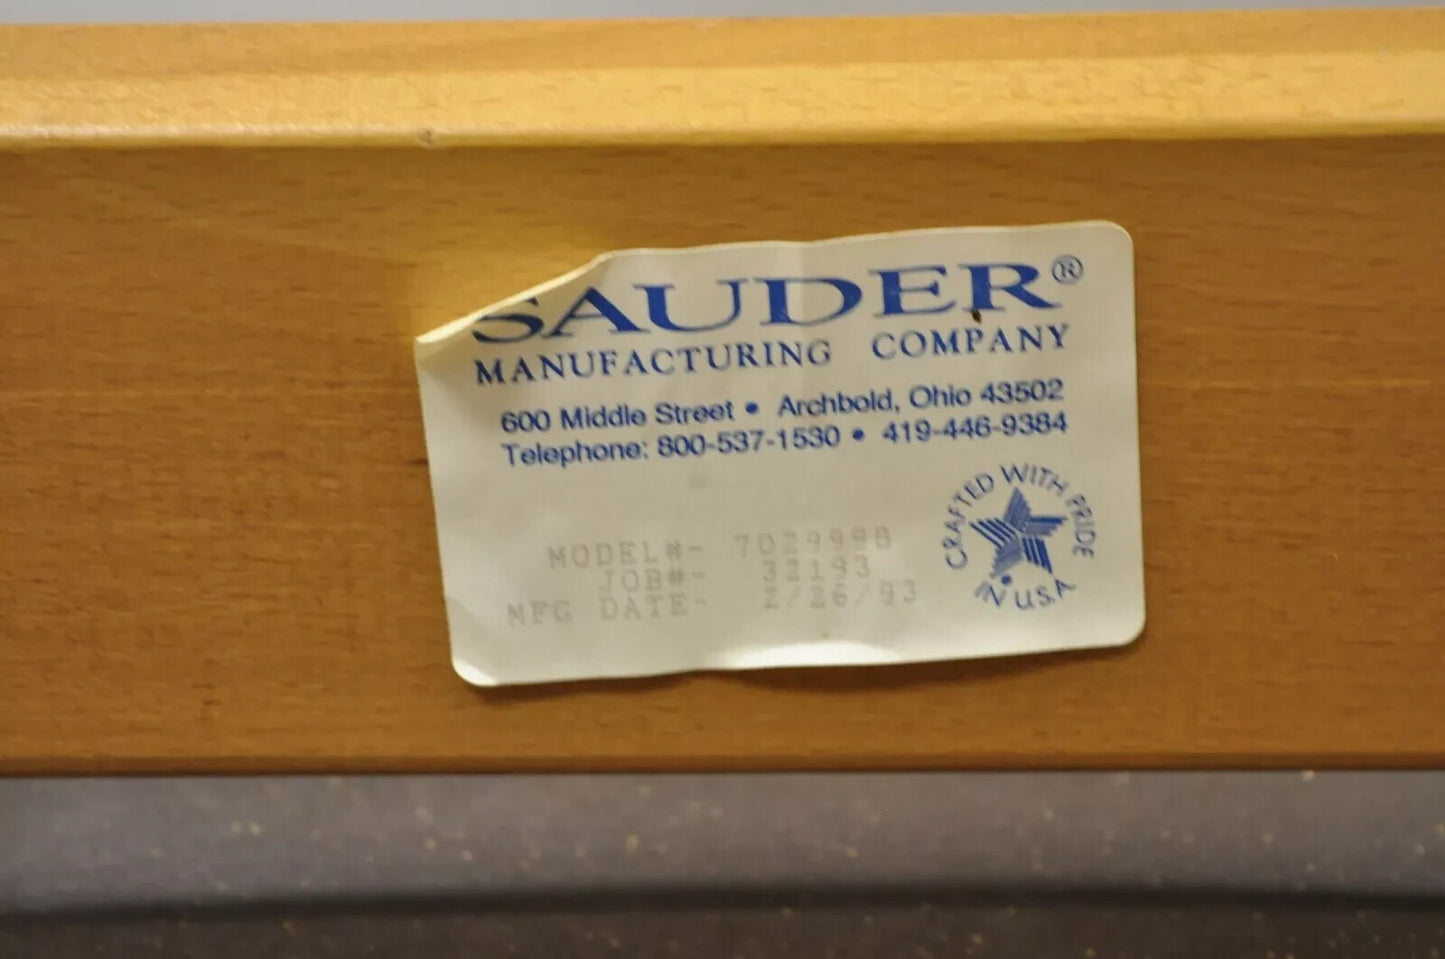 SAUDER®
MANUFACTURING COMPANY
600 Middle Street • Archbold, Ohio 43502
Telephone: 800-537-1530 • 419-446-9384
CRAFTED WITH PRIDE
IN U.S.A
MODEL#- 7029998
JOB#- 32193
MFG DATE- 2/26/93